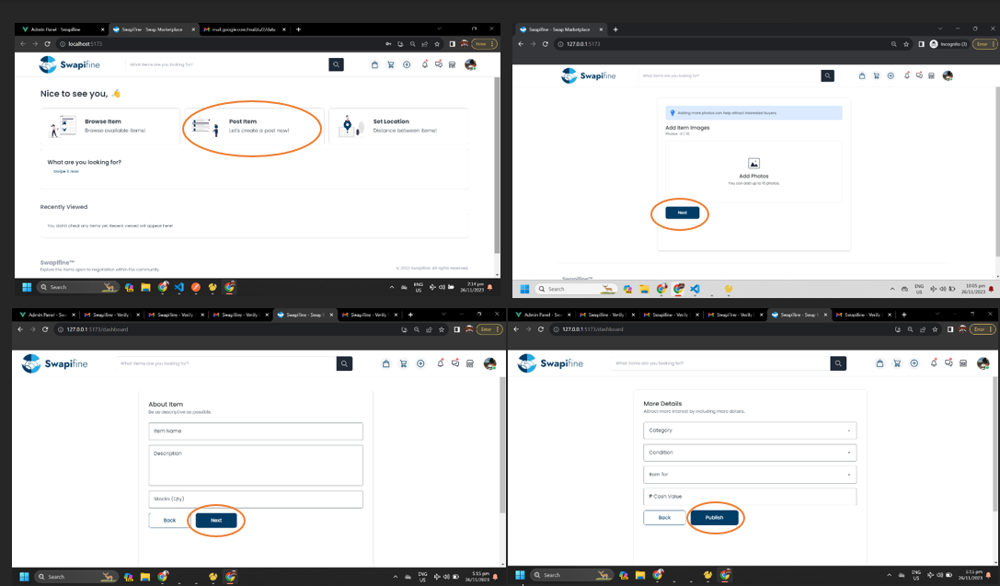 Admin Panel - Swapifine
Swapifine - Swap Marketplace
mail.google.com/mail/u/2/data
localhost:5173
Error
Swapifine
What items are you looking for?
Nice to see you, 👋
Browse Item
Browse available items!
Post Item
Let's create a post now!
Set Location
Distance between items!
What are you looking for?
Swipe it now
Recently Viewed
You didn't check any items yet. Recent viewed will appear here!
Swapifine™
Explore the items open to negotiation within the community.
© 2023 Swapifine. All rights reserved.
Search
ENG
US
7:14 pm
26/11/2023
Swapifine - Swap Marketplace
127.0.0.1:5173
Incognito (3)
Error
Swapifine
What items are you looking for?
Adding more photos can help attract interested buyers.
Add Item Images
Photos · 0 / 10
Add Photos
You can add up to 10 photos.
Next
Swapifine™
Search
ENG
US
10:05 pm
26/11/2023
Admin Panel - Sw
Swapifine - Verify
Swapifine - Verify
Swapifine - Verify
Swapifine - Swap
Swapifine - Verify
127.0.0.1:5173/dashboard
Error
Swapifine
What items are you looking for?
About Item
Be as descriptive as possible.
Item Name
Description
Stocks (Qty)
Back
Next
Search
ENG
US
5:15 pm
26/11/2023
Admin Panel - Sw
Swapifine - Verify
Swapifine - Verify
Swapifine - Verify
Swapifine - Swap
Swapifine - Verify
127.0.0.1:5173/dashboard
Error
Swapifine
What items are you looking for?
More Details
Attract more interest by including more details.
Category
Condition
Item for
₱ Cash Value
Back
Publish
Search
ENG
US
5:15 pm
26/11/2023